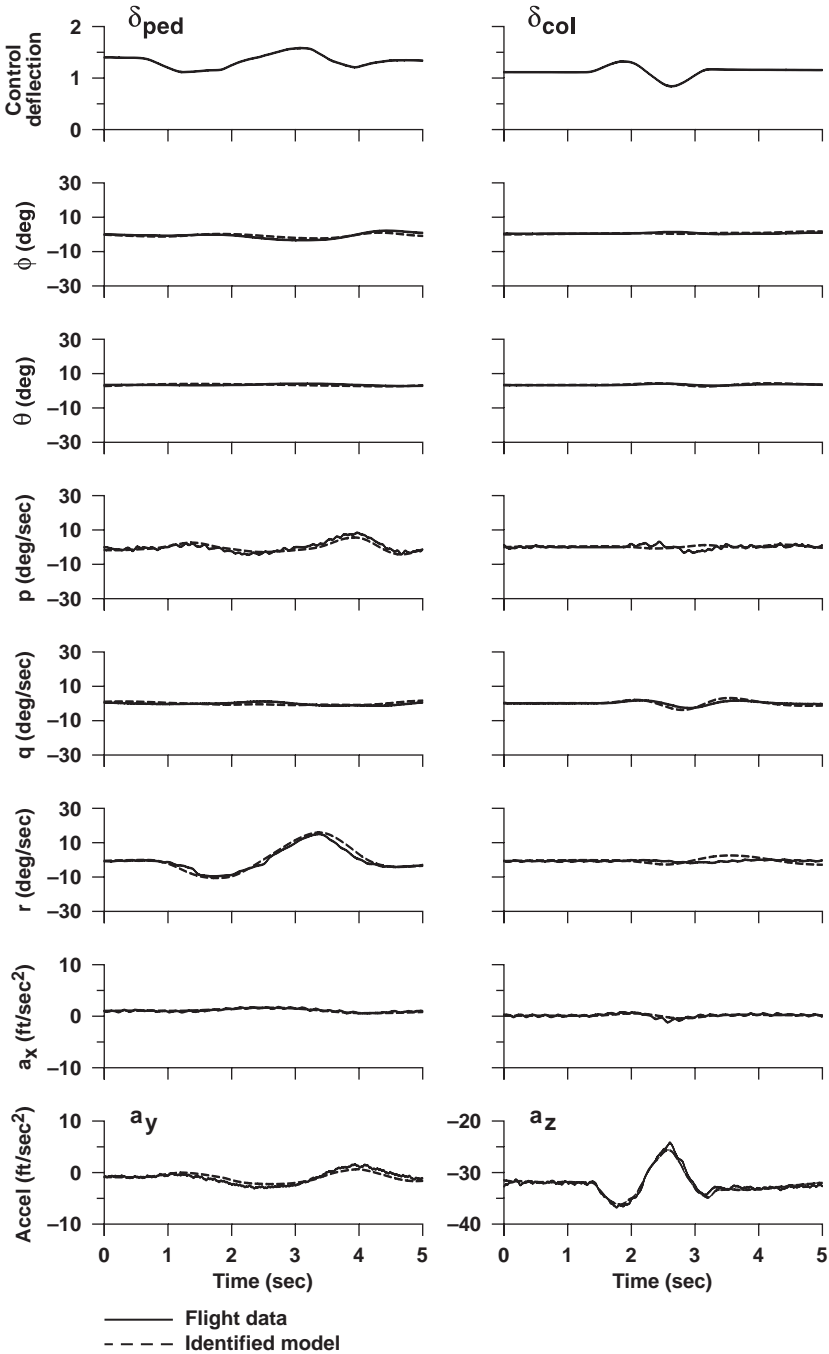 δped
δcol
Control deflection
2
1
0
ϕ (deg)
30
10
–10
–30
θ (deg)
30
10
–10
–30
p (deg/sec)
30
10
–10
–30
q (deg/sec)
30
10
–10
–30
r (deg/sec)
30
10
–10
–30
ax (ft/sec²)
10
0
–10
Accel (ft/sec²)
ay
10
0
–10
az
–20
–30
–40
0 1 2 3 4 5
0 1 2 3 4 5
Time (sec)
Time (sec)
Flight data
Identified model